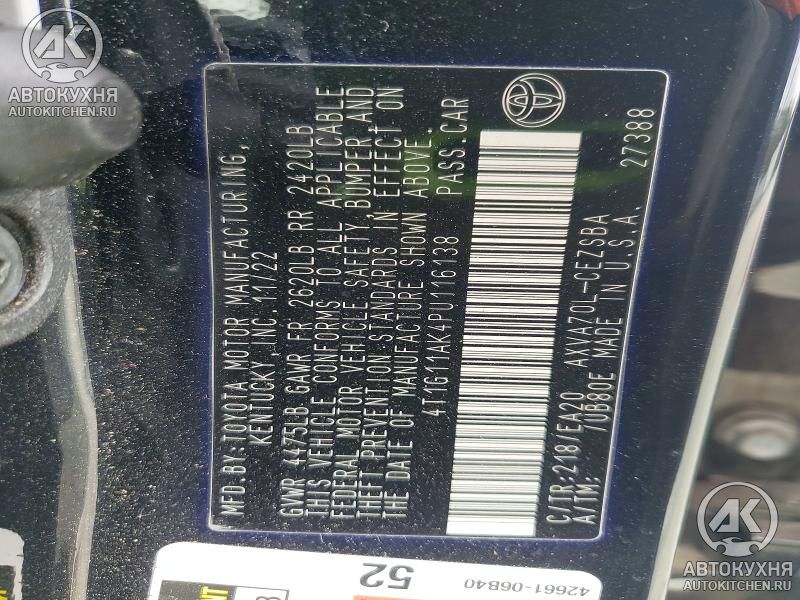 MFD.BY:TOYOTA MOTOR MANUFACTURING,
KENTUCKY, INC. 11/22
GVWR 4475LB GAWR FR 2620LB RR 2420LB
THIS VEHICLE CONFORMS TO ALL APPLICABLE
FEDERAL MOTOR VEHICLE SAFETY, BUMPER, AND
THEFT PREVENTION STANDARDS IN EFFECT ON
THE DATE OF MANUFACTURE SHOWN ABOVE.
4T1G11AK4PU116138 PASS.CAR
C/TR:218/EA20 AXVA70L-CEZSBA
A/TM: 7UB80E MADE IN U.S.A. 27388
52
42661-06B40
АК
АВТОКУХНЯ
AUTOKITCHEN.RU
АК
АВТОКУХНЯ
AUTOKITCHEN.RU